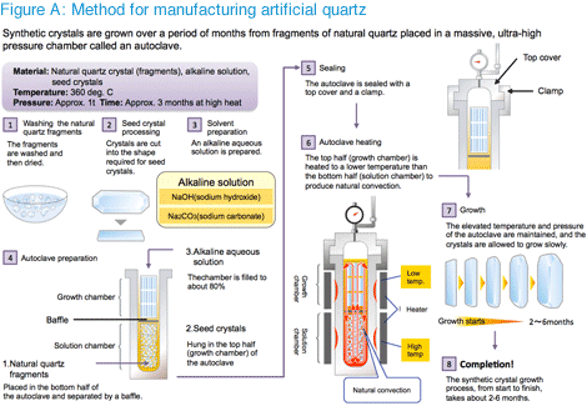 Figure A: Method for manufacturing artificial quartz
Synthetic crystals are grown over a period of months from fragments of natural quartz placed in a massive, ultra-high
pressure chamber called an autoclave.
Material: Natural quartz crystal (fragments), alkaline solution,
seed crystals
Temperature: 360 deg. C
Pressure: Approx. 1t Time: Approx. 3 months at high heat
1 Washing the natural
quartz fragments
The fragments
are washed and
then dried.
2 Seed crystal
processing
Crystals are cut
into the shape
required for seed
crystals.
3 Solvent
preparation
An alkaline aqueous
solution is prepared.
Alkaline solution
NaOH(sodium hydroxide)
Na2CO3(sodium carbonate)
4 Autoclave preparation
Growth chamber
Baffle
Solution chamber
1.Natural quartz
fragments
Placed in the bottom half of
the autoclave and separated by a baffle.
3.Alkaline aqueous
solution
Thechamber is filled to
about 80%
2.Seed crystals
Hung in the top half
(growth chamber) of
the autoclave
5 Sealing
The autoclave is sealed with a
top cover and a clamp.
6 Autoclave heating
The top half (growth chamber) is
heated to a lower temperature than the
bottom half (solution chamber) to
produce natural convection.
Growth
chamber
Solution
chamber
Low
temp.
Heater
High
temp
Natural convection
Top cover
Clamp
7 Growth
The elevated temperature and pressure
of the autoclave are maintained, and the
crystals are allowed to grow slowly.
Growth starts
2～6months
8 Completion!
The synthetic crystal growth
process, from start to finish,
takes about 2-6 months.